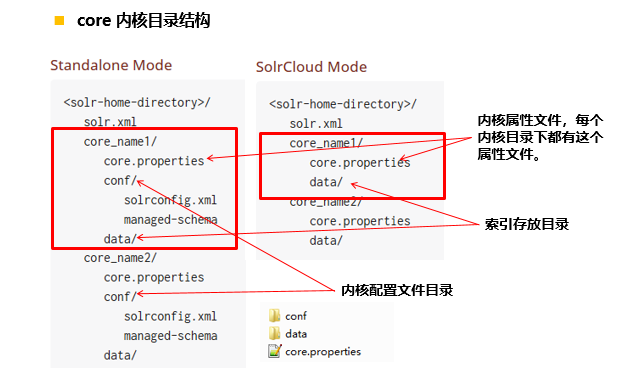 core 内核目录结构
Standalone Mode
<solr-home-directory>/
solr.xml
core_name1/
core.properties
conf/
solrconfig.xml
managed-schema
data/
core_name2/
core.properties
conf/
solrconfig.xml
managed-schema
data/
SolrCloud Mode
<solr-home-directory>/
solr.xml
core_name1/
core.properties
data/
core_name2/
core.properties
data/
内核属性文件，每个
内核目录下都有这个
属性文件。
索引存放目录
内核配置文件目录
conf
data
core.properties